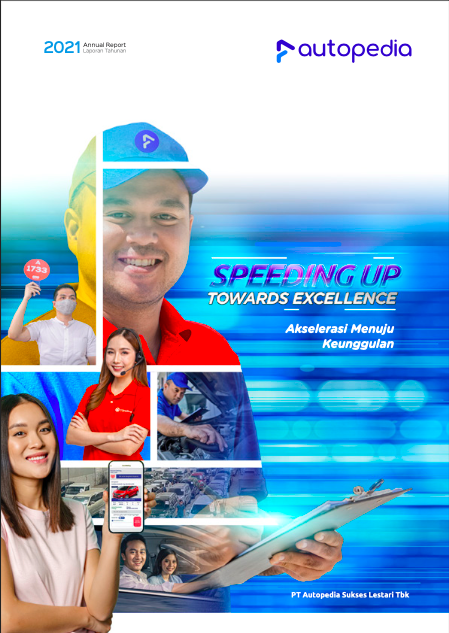 2021 Annual Report
Laporan Tahunan
autopedia
SPEEDING UP
TOWARDS EXCELLENCE
Akselerasi Menuju
Keunggulan
A
1733
PT Autopedia Sukses Lestari Tbk